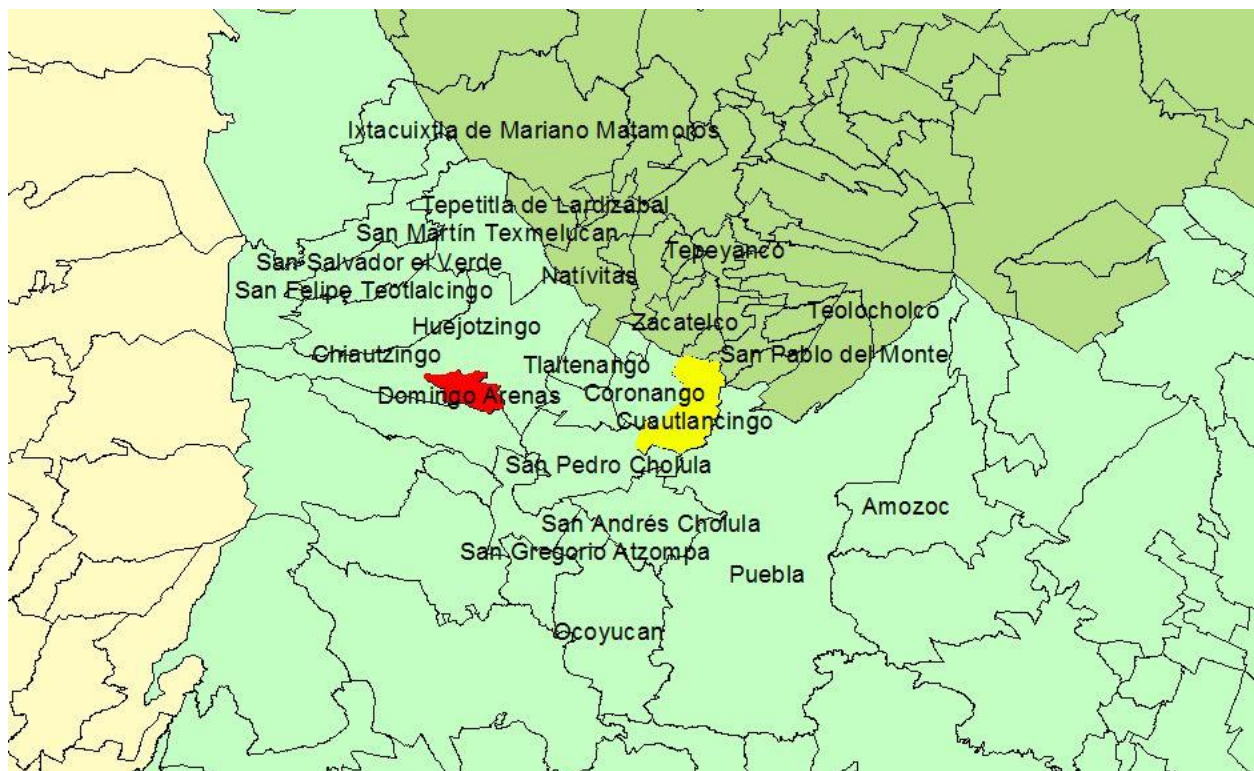 Ixtacuixtla de Mariano Matamoros
Tepetitla de Lardizábal
San Martín Texmelucan
Tepeyanco
San Salvador el Verde
Natívitas
San Felipe Teotlalcingo
Teolocholco
Zacatelco
Huejotzingo
San Pablo del Monte
Chiautzingo
Tlaltenango
Domingo Arenas
Coronango
Cuautlancingo
San Pedro Cholula
Amozoc
San Andrés Cholula
San Gregorio Atzompa
Puebla
Ocoyucan